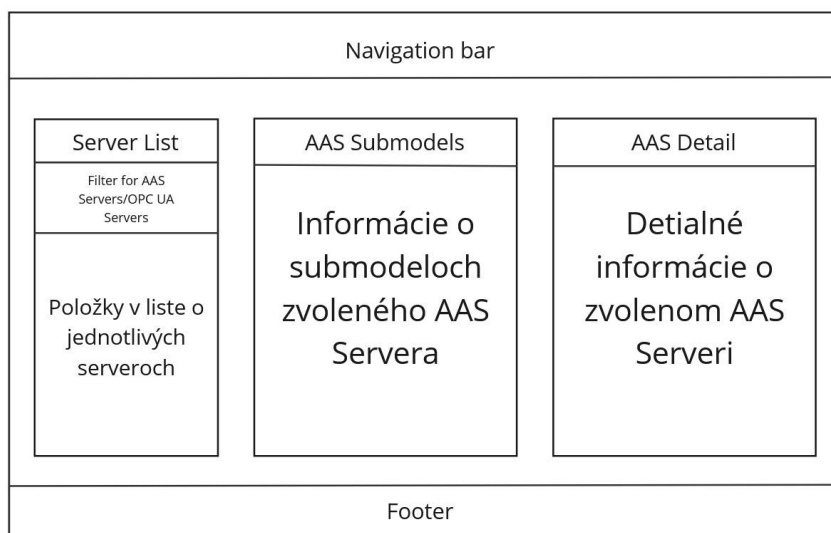 Navigation bar
Server List
Filter for AAS
Servers/OPC UA
Servers
Položky v liste o
jednotlivých
serveroch
AAS Submodels
Informácie o
submodeloch
zvoleného AAS
Servera
AAS Detail
Detialné
informácie o
zvolenom AAS
Serveri
Footer